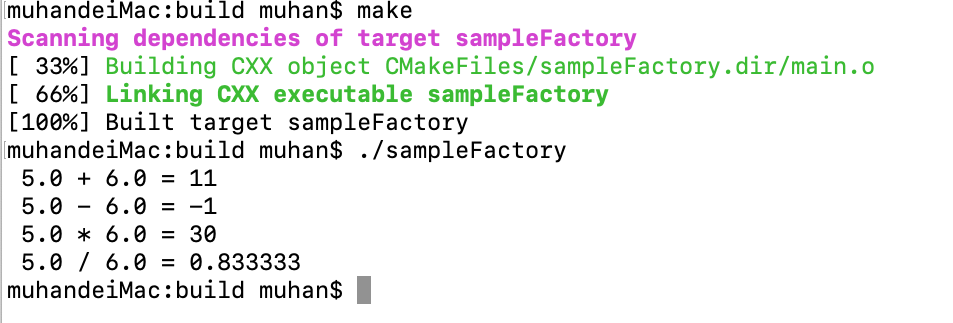 muhandeiMac:build muhan$ make
Scanning dependencies of target sampleFactory
[ 33%] Building CXX object CMakeFiles/sampleFactory.dir/main.o
[ 66%] Linking CXX executable sampleFactory
[100%] Built target sampleFactory
[muhandeiMac:build muhan$ ./sampleFactory
 5.0 + 6.0 = 11
 5.0 - 6.0 = -1
 5.0 * 6.0 = 30
 5.0 / 6.0 = 0.833333
muhandeiMac:build muhan$